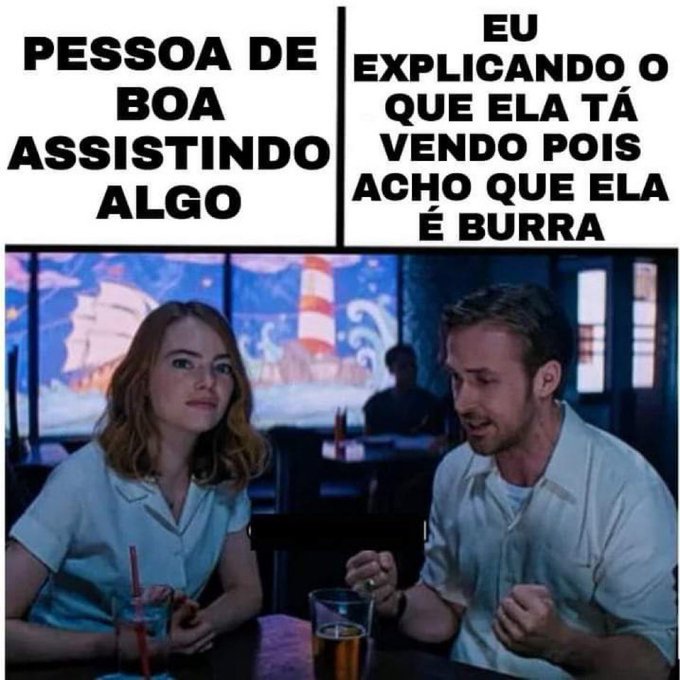 PESSOA DE
BOA
ASSISTINDO
ALGO
EU
EXPLICANDO O
QUE ELA TÁ
VENDO POIS
ACHO QUE ELA
É BURRA